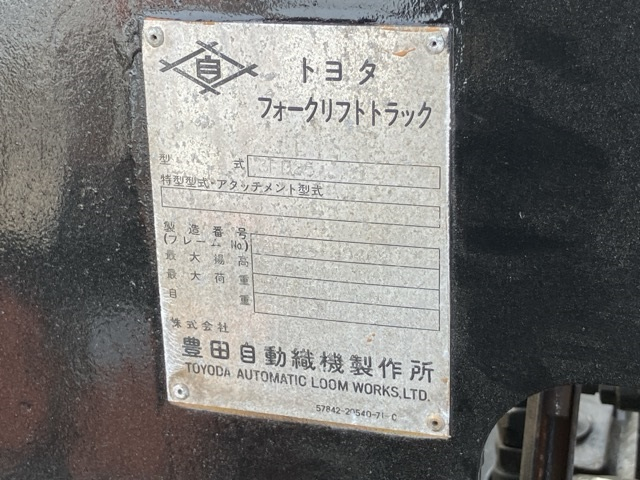 自
トヨタ
フォークリフトトラック
型式
特型型式・アタッチメント型式
製造番号
(フレームNo)
最大揚高
最大荷重
自重
株式会社
豊田自動織機製作所
TOYODA AUTOMATIC LOOM WORKS,LTD.
57842-20540-71-C